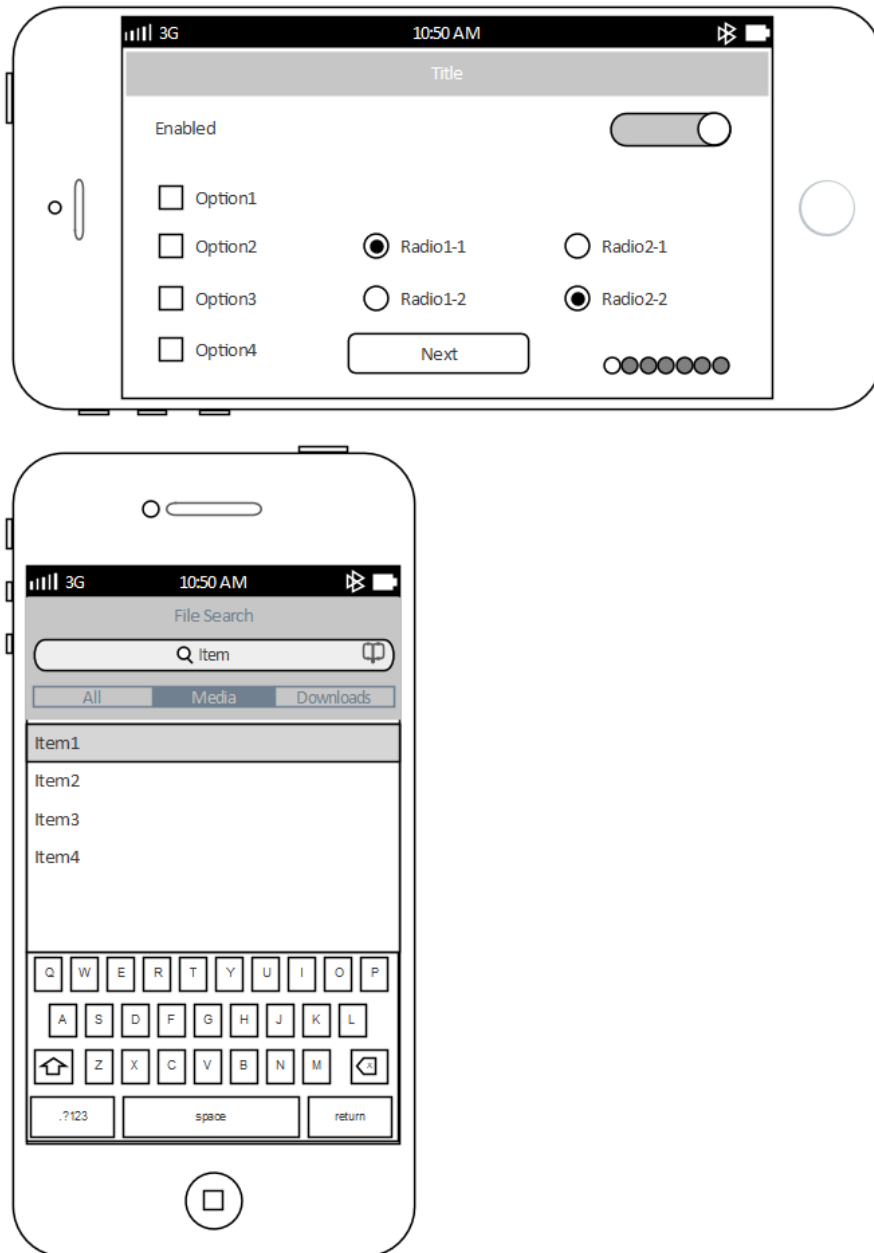 3G 10:50 AM
Title
Enabled
Option1
Option2 Radio1-1 Radio2-1
Option3 Radio1-2 Radio2-2
Option4 Next
3G 10:50 AM
File Search
Item
All Media Downloads
Item1
Item2
Item3
Item4
Q W E R T Y U I O P
A S D F G H J K L
Z X C V B N M X
.?123 space return